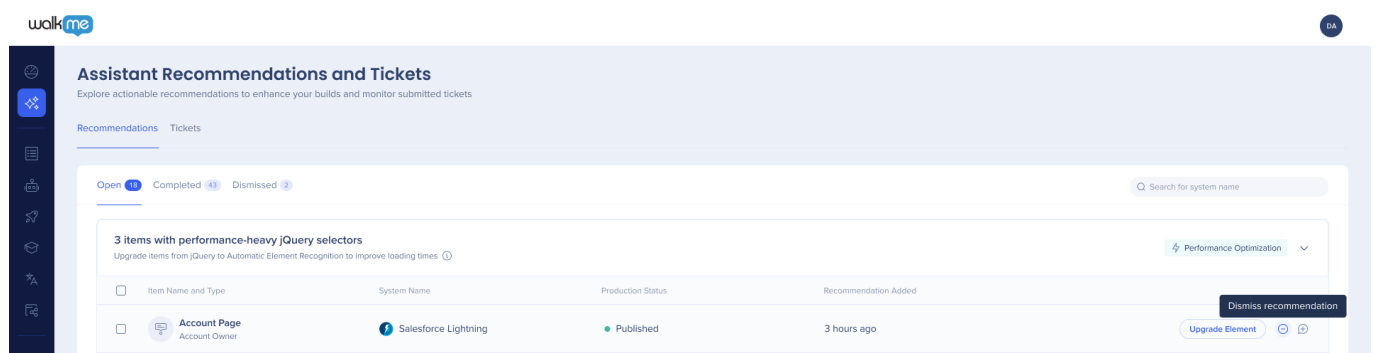 walkme
DA
Assistant Recommendations and Tickets
Explore actionable recommendations to enhance your builds and monitor submitted tickets
Recommendations Tickets
Open 18 Completed 43 Dismissed 2 Search for system name
3 items with performance-heavy jQuery selectors
Upgrade items from jQuery to Automatic Element Recognition to improve loading times
Performance Optimization
Item Name and Type System Name Production Status Recommendation Added
Dismiss recommendation
Account Page Salesforce Lightning Published 3 hours ago Upgrade Element
Account Owner